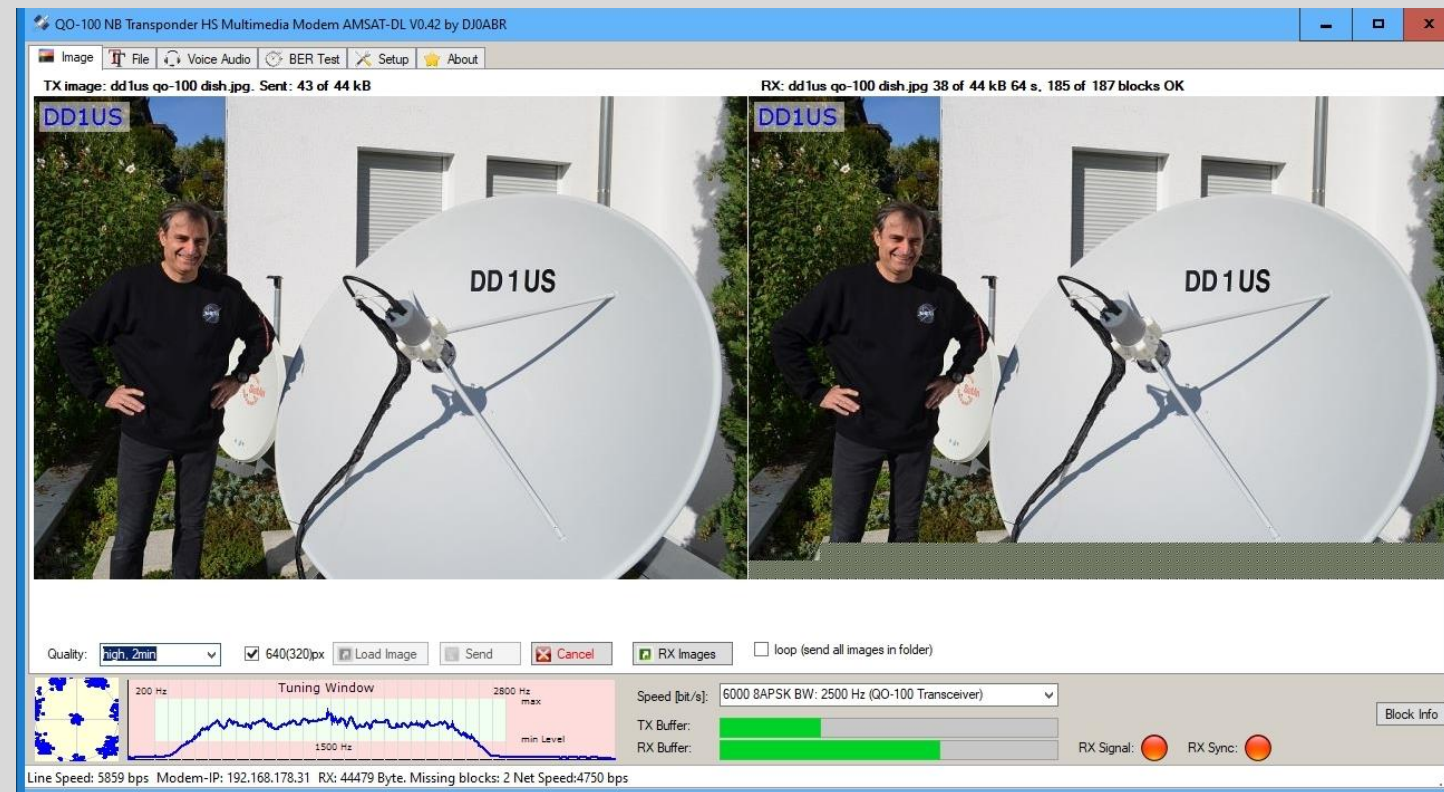 QO-100 NB Transponder HS Multimedia Modem AMSAT-DL V0.42 by DJ0ABR
Image File Voice Audio BER Test Setup About
TX image: dd1us qo-100 dish.jpg. Sent: 43 of 44 kB
RX: dd1us qo-100 dish.jpg 38 of 44 kB 64 s, 185 of 187 blocks OK
DD1US
DD 1 US
DD1US
DD 1 US
Quality: high, 2min 640(320)px Load Image Send Cancel RX Images loop (send all images in folder)
200 Hz Tuning Window 2800 Hz
max
min Level
1500 Hz
Speed [bit/s]: 6000 8APSK BW: 2500 Hz (QO-100 Transceiver)
TX Buffer:
RX Buffer:
RX Signal: RX Sync:
Block Info
Line Speed: 5859 bps Modem-IP: 192.168.178.31 RX: 44479 Byte. Missing blocks: 2 Net Speed:4750 bps